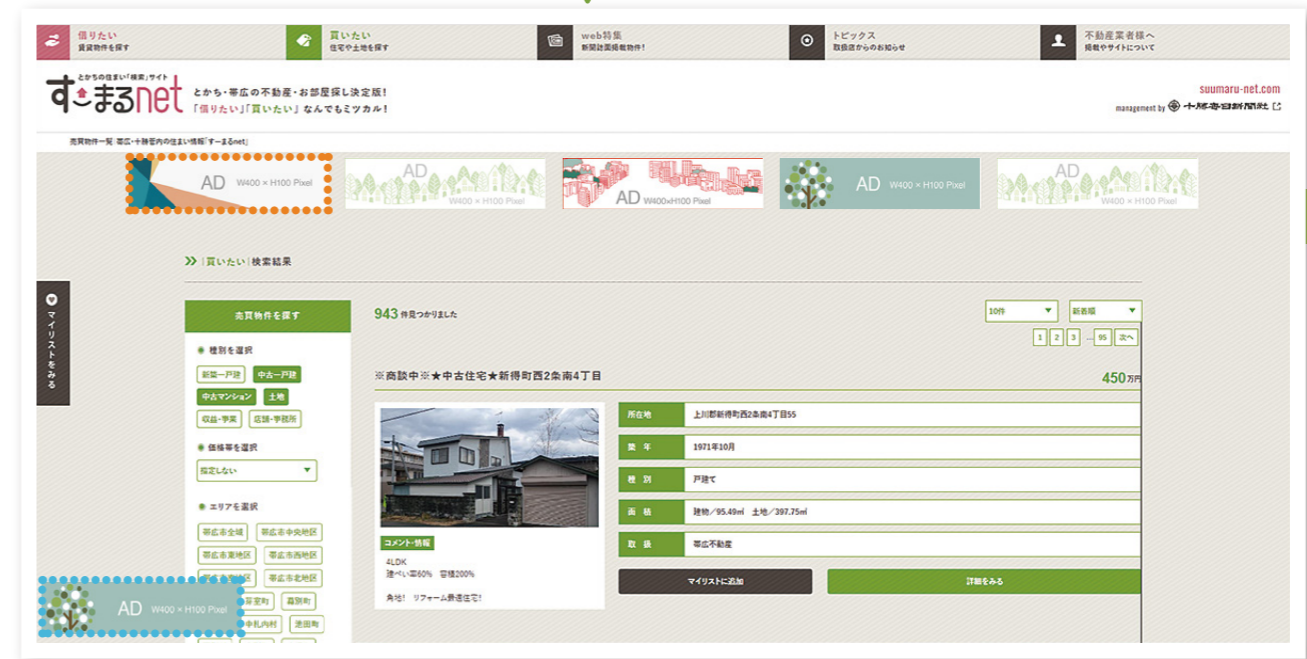 借りたい
賃貸物件を探す
買いたい
住宅や土地を探す
web特集
新聞誌面掲載物件!
トピックス
取扱店からのお知らせ
不動産業者様へ
掲載やサイトについて
とかちの住まい「検索」サイト
すーまるnet
とかち・帯広の不動産・お部屋探し決定版!
「借りたい」「買いたい」なんでもミツカル!
suumaru-net.com
management by 十勝毎日新聞社
売買物件一覧|帯広・十勝管内の住まい情報「すーまるnet」
AD W400 × H100 Pixel
AD W400 × H100 Pixel
AD W400×H100 Pixel
AD W400 × H100 Pixel
AD W400 × H100 Pixel
買いたい|検索結果
マイリストをみる
売買物件を探す
943 件見つかりました
10件
新着順
1 2 3 ... 95 次へ
種別を選択
新築一戸建
中古一戸建
中古マンション
土地
収益・事業
店舗・事務所
価格帯を選択
指定しない
エリアを選択
帯広市全域
帯広市中央地区
帯広市東地区
帯広市西地区
帯広市北地区
芽室町
幕別町
中札内村
池田町
AD W400 × H100 Pixel
※商談中※★中古住宅★新得町西2条南4丁目
450万円
所在地
上川郡新得町西2条南4丁目55
築 年
1971年10月
種 別
戸建て
面 積
建物/95.49㎡ 土地/397.75㎡
取 扱
帯広不動産
コメント・情報
4LDK
建ぺい率60% 容積200%
角地! リフォーム最適住宅!
マイリストに追加
詳細をみる